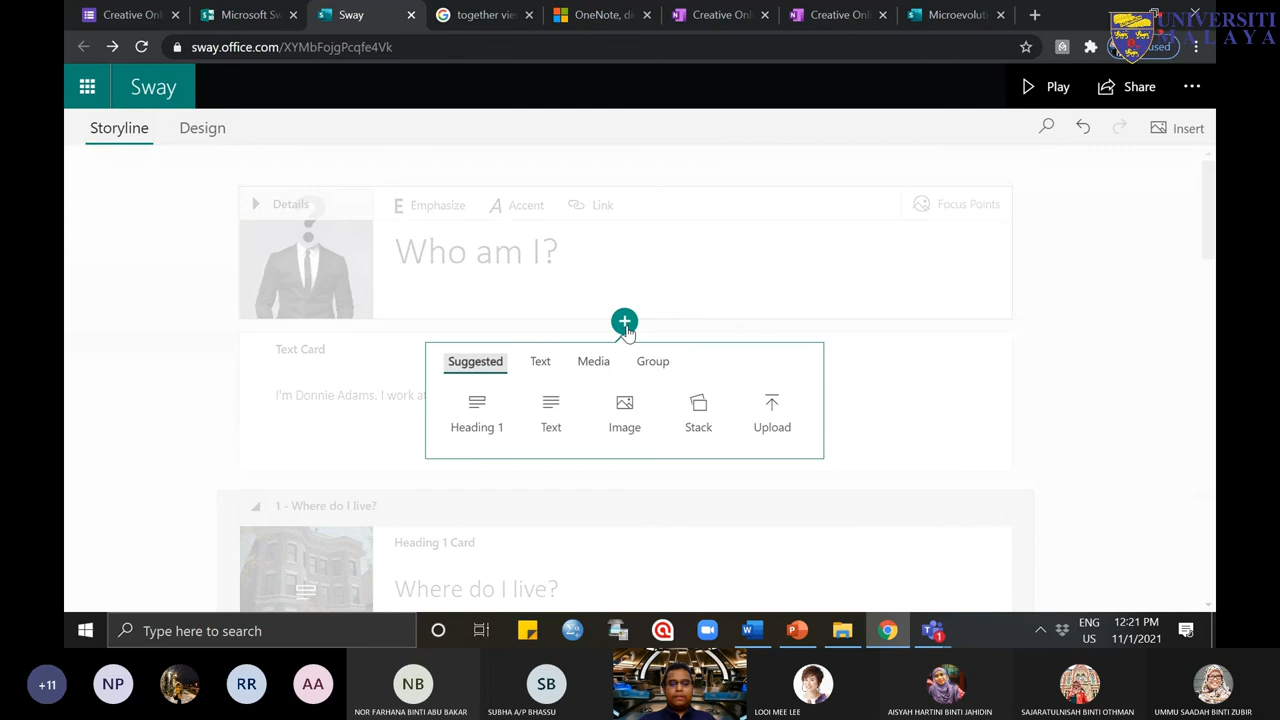 Creative Onl
Microsoft Sw
Sway
together vie
OneNote, di
Creative Onl
Creative Onl
Microevoluti
UNIVERSITI
MALAYA
sway.office.com/XYMbFojgPcqfe4Vk
Sway
Play
Share
Storyline
Design
Insert
Details
Emphasize
Accent
Link
Focus Points
Who am I?
Text Card
I'm Donnie Adams. I work at
Suggested
Text
Media
Group
Heading 1
Text
Image
Stack
Upload
1 - Where do I live?
Heading 1 Card
Where do I live?
Type here to search
ENG
US
12:21 PM
11/1/2021
+11
NP
RR
AA
NB
SB
NOR FARHANA BINTI ABU BAKAR
SUBHA A/P BHASSU
LOOI MEE LEE
AISYAH HARTINI BINTI JAHIDIN
SAJARATULNISAH BINTI OTHMAN
UMMU SAADAH BINTI ZUBIR